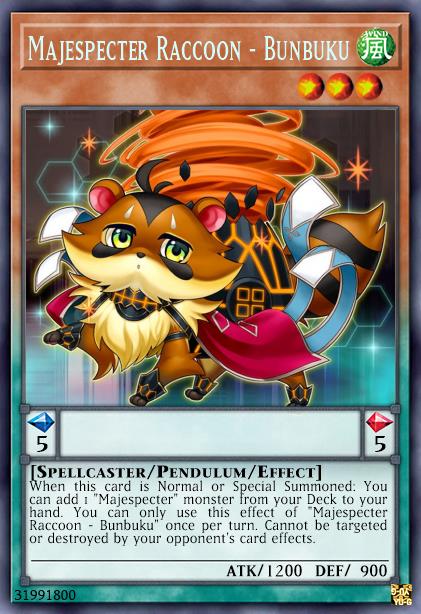 Majespecter Raccoon - Bunbuku
WIND
風
5 5
[Spellcaster/Pendulum/Effect]
When this card is Normal or Special Summoned: You
can add 1 "Majespecter" monster from your Deck to your
hand. You can only use this effect of "Majespecter
Raccoon - Bunbuku" once per turn. Cannot be targeted
or destroyed by your opponent's card effects.
ATK/1200 DEF/ 900
31991800